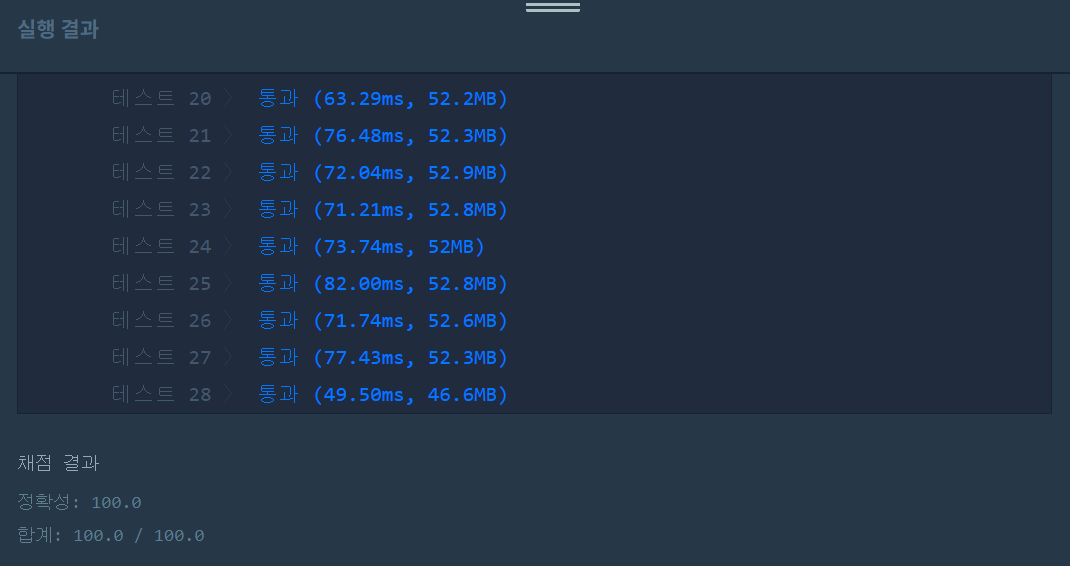 실행 결과
테스트 20 〉 통과 (63.29ms, 52.2MB)
테스트 21 〉 통과 (76.48ms, 52.3MB)
테스트 22 〉 통과 (72.04ms, 52.9MB)
테스트 23 〉 통과 (71.21ms, 52.8MB)
테스트 24 〉 통과 (73.74ms, 52MB)
테스트 25 〉 통과 (82.00ms, 52.8MB)
테스트 26 〉 통과 (71.74ms, 52.6MB)
테스트 27 〉 통과 (77.43ms, 52.3MB)
테스트 28 〉 통과 (49.50ms, 46.6MB)
채점 결과
정확성: 100.0
합계: 100.0 / 100.0